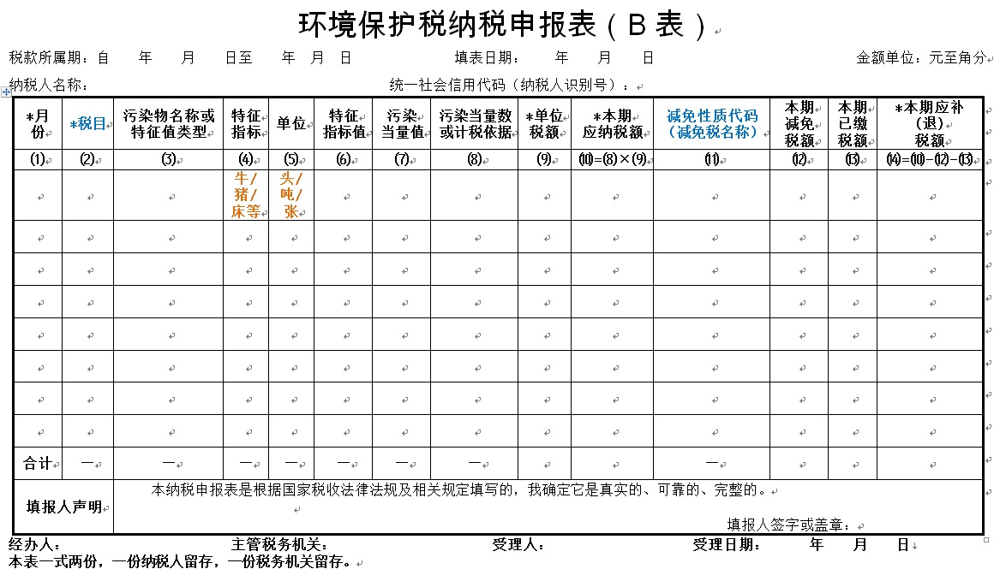 环境保护税纳税申报表（B 表）
税款所属期：自 年 月 日至 年 月 日 填表日期： 年 月 日 金额单位：元至角分
纳税人名称： 统一社会信用代码（纳税人识别号）：
*月份 *税目 污染物名称或特征值类型 特征指标 单位 特征指标值 污染当量值 污染当量数或计税依据 *单位税额 *本期应纳税额 减免性质代码（减免税名称） 本期减免税额 本期已缴税额 *本期应补（退）税额
⑴ ⑵ ⑶ ⑷ ⑸ ⑹ ⑺ ⑻ ⑼ ⑽=⑻×⑼ ⑾ ⑿ ⒀ ⒁=⑽-⑿-⒀
牛/猪/床等 头/吨/张
合计 — — — — — — — —
填报人声明 本纳税申报表是根据国家税收法律法规及相关规定填写的，我确定它是真实的、可靠的、完整的。
填报人签字或盖章：
经办人： 主管税务机关： 受理人： 受理日期： 年 月 日
本表一式两份，一份纳税人留存，一份税务机关留存。